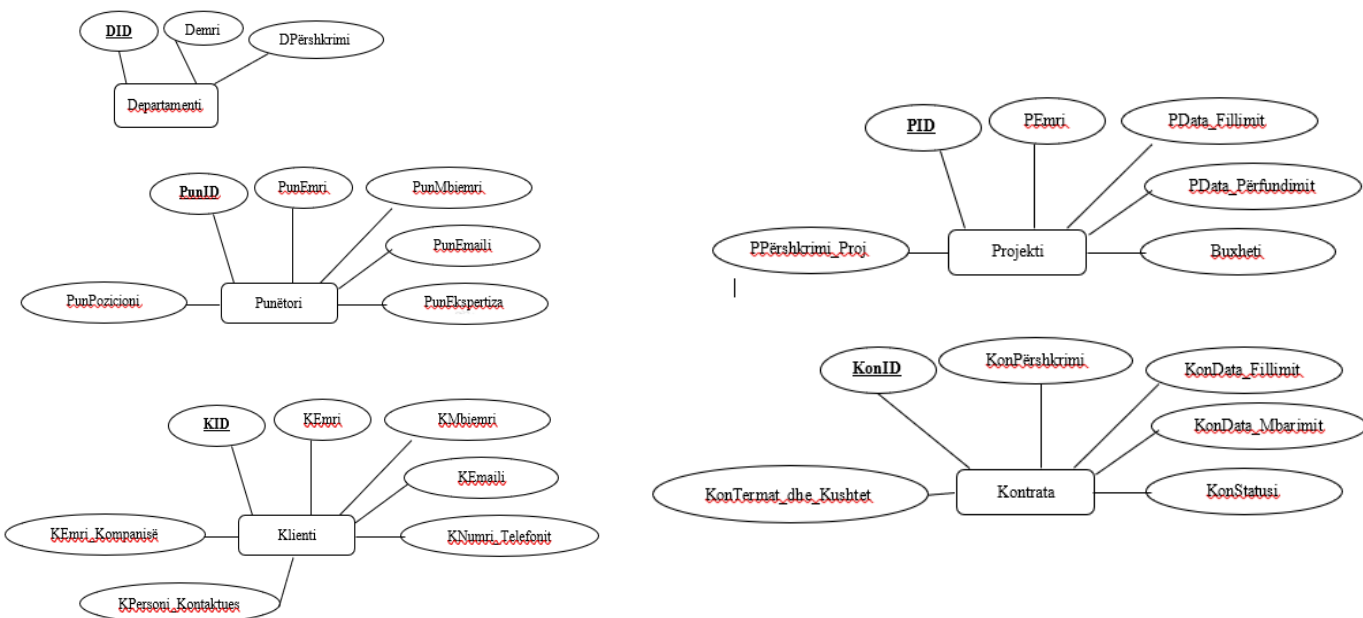 DID
Demri
DPërshkrimi
Departamenti
PunID
PunEmri
PunMbiemri
PunEmaili
PunPozicioni
Punëtori
PunEkspertiza
KID
KEmri
KMbiemri
KEmaili
KEmri_Kompanisë
Klienti
KNumri_Telefonit
KPersoni_Kontaktues
PID
PEmri
PData_Fillimit
PData_Përfundimit
PPërshkrimi_Proj
Projekti
Buxheti
KonID
KonPërshkrimi
KonData_Fillimit
KonData_Mbarimit
KonTermat_dhe_Kushtet
Kontrata
KonStatusi